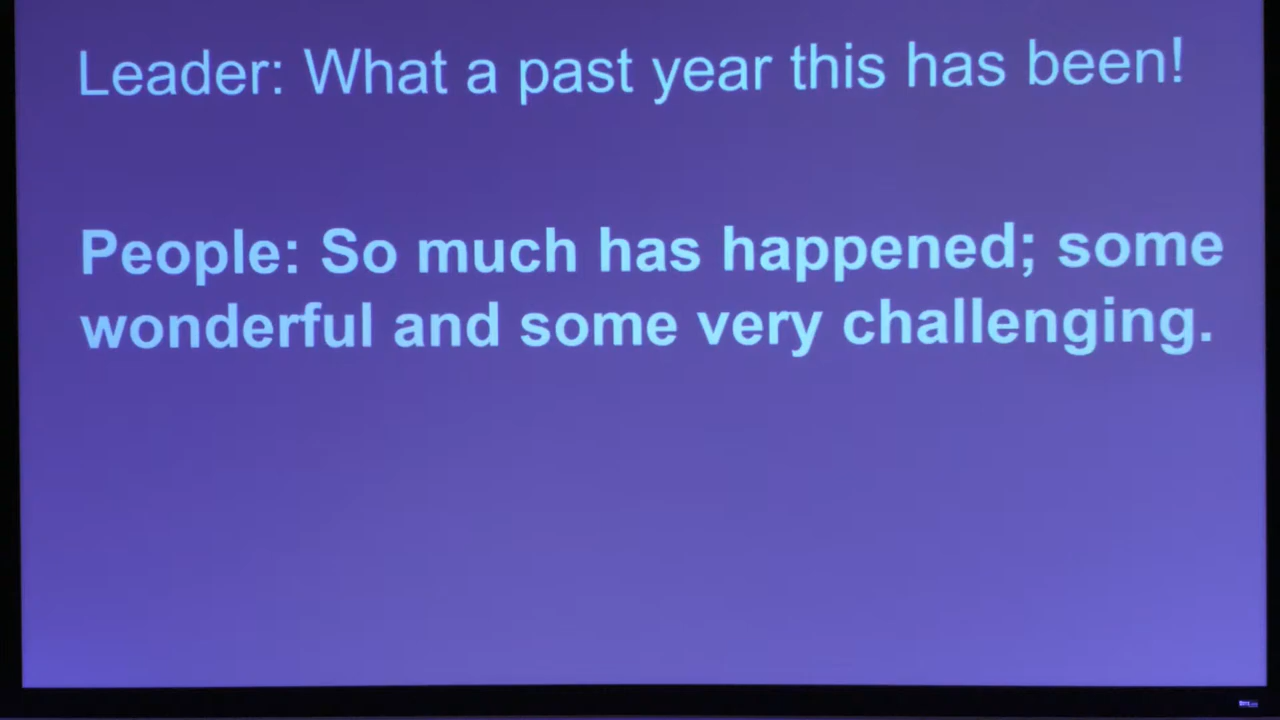 Leader: What a past year this has been!
People: So much has happened; some
wonderful and some very challenging.